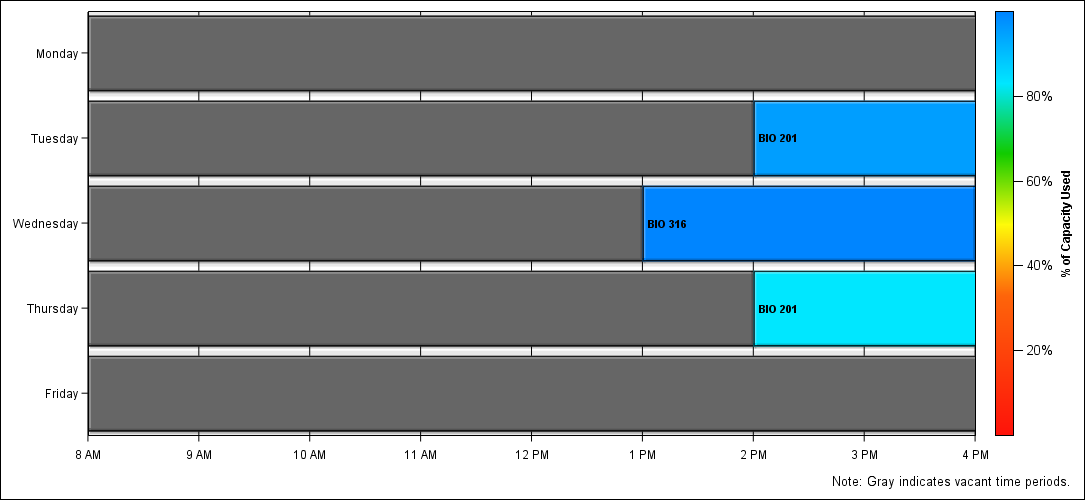 Monday
Tuesday
BIO 201
Wednesday
BIO 316
Thursday
BIO 201
Friday
8 AM 9 AM 10 AM 11 AM 12 PM 1 PM 2 PM 3 PM 4 PM
80%
60%
40%
20%
% of Capacity Used
Note: Gray indicates vacant time periods.